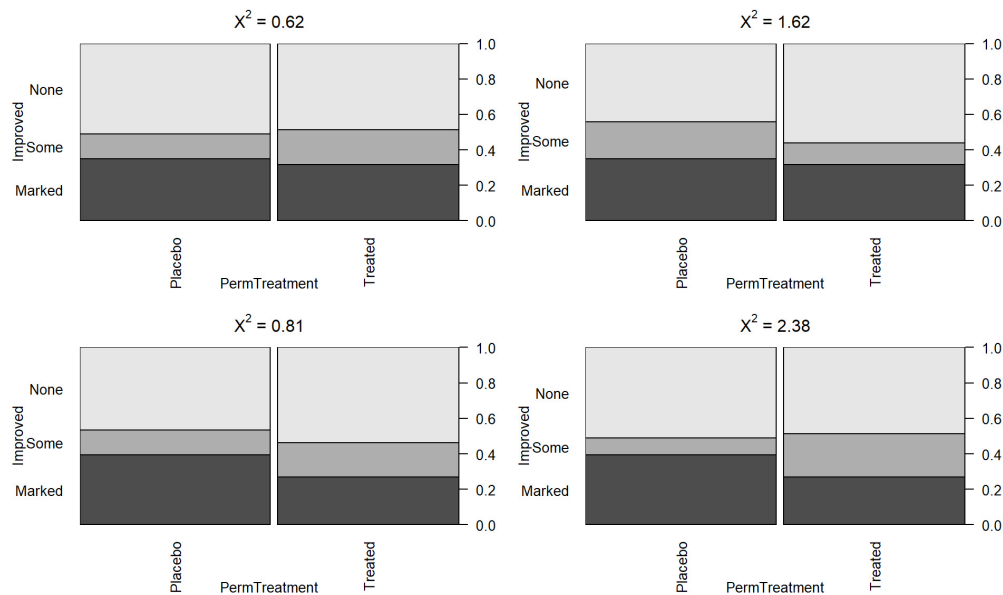 X² = 0.62
None
Some
Marked
Improved
1.0
0.8
0.6
0.4
0.2
0.0
Placebo
Treated
PermTreatment
X² = 1.62
None
Some
Marked
Improved
1.0
0.8
0.6
0.4
0.2
0.0
Placebo
Treated
PermTreatment
X² = 0.81
None
Some
Marked
Improved
1.0
0.8
0.6
0.4
0.2
0.0
Placebo
Treated
PermTreatment
X² = 2.38
None
Some
Marked
Improved
1.0
0.8
0.6
0.4
0.2
0.0
Placebo
Treated
PermTreatment